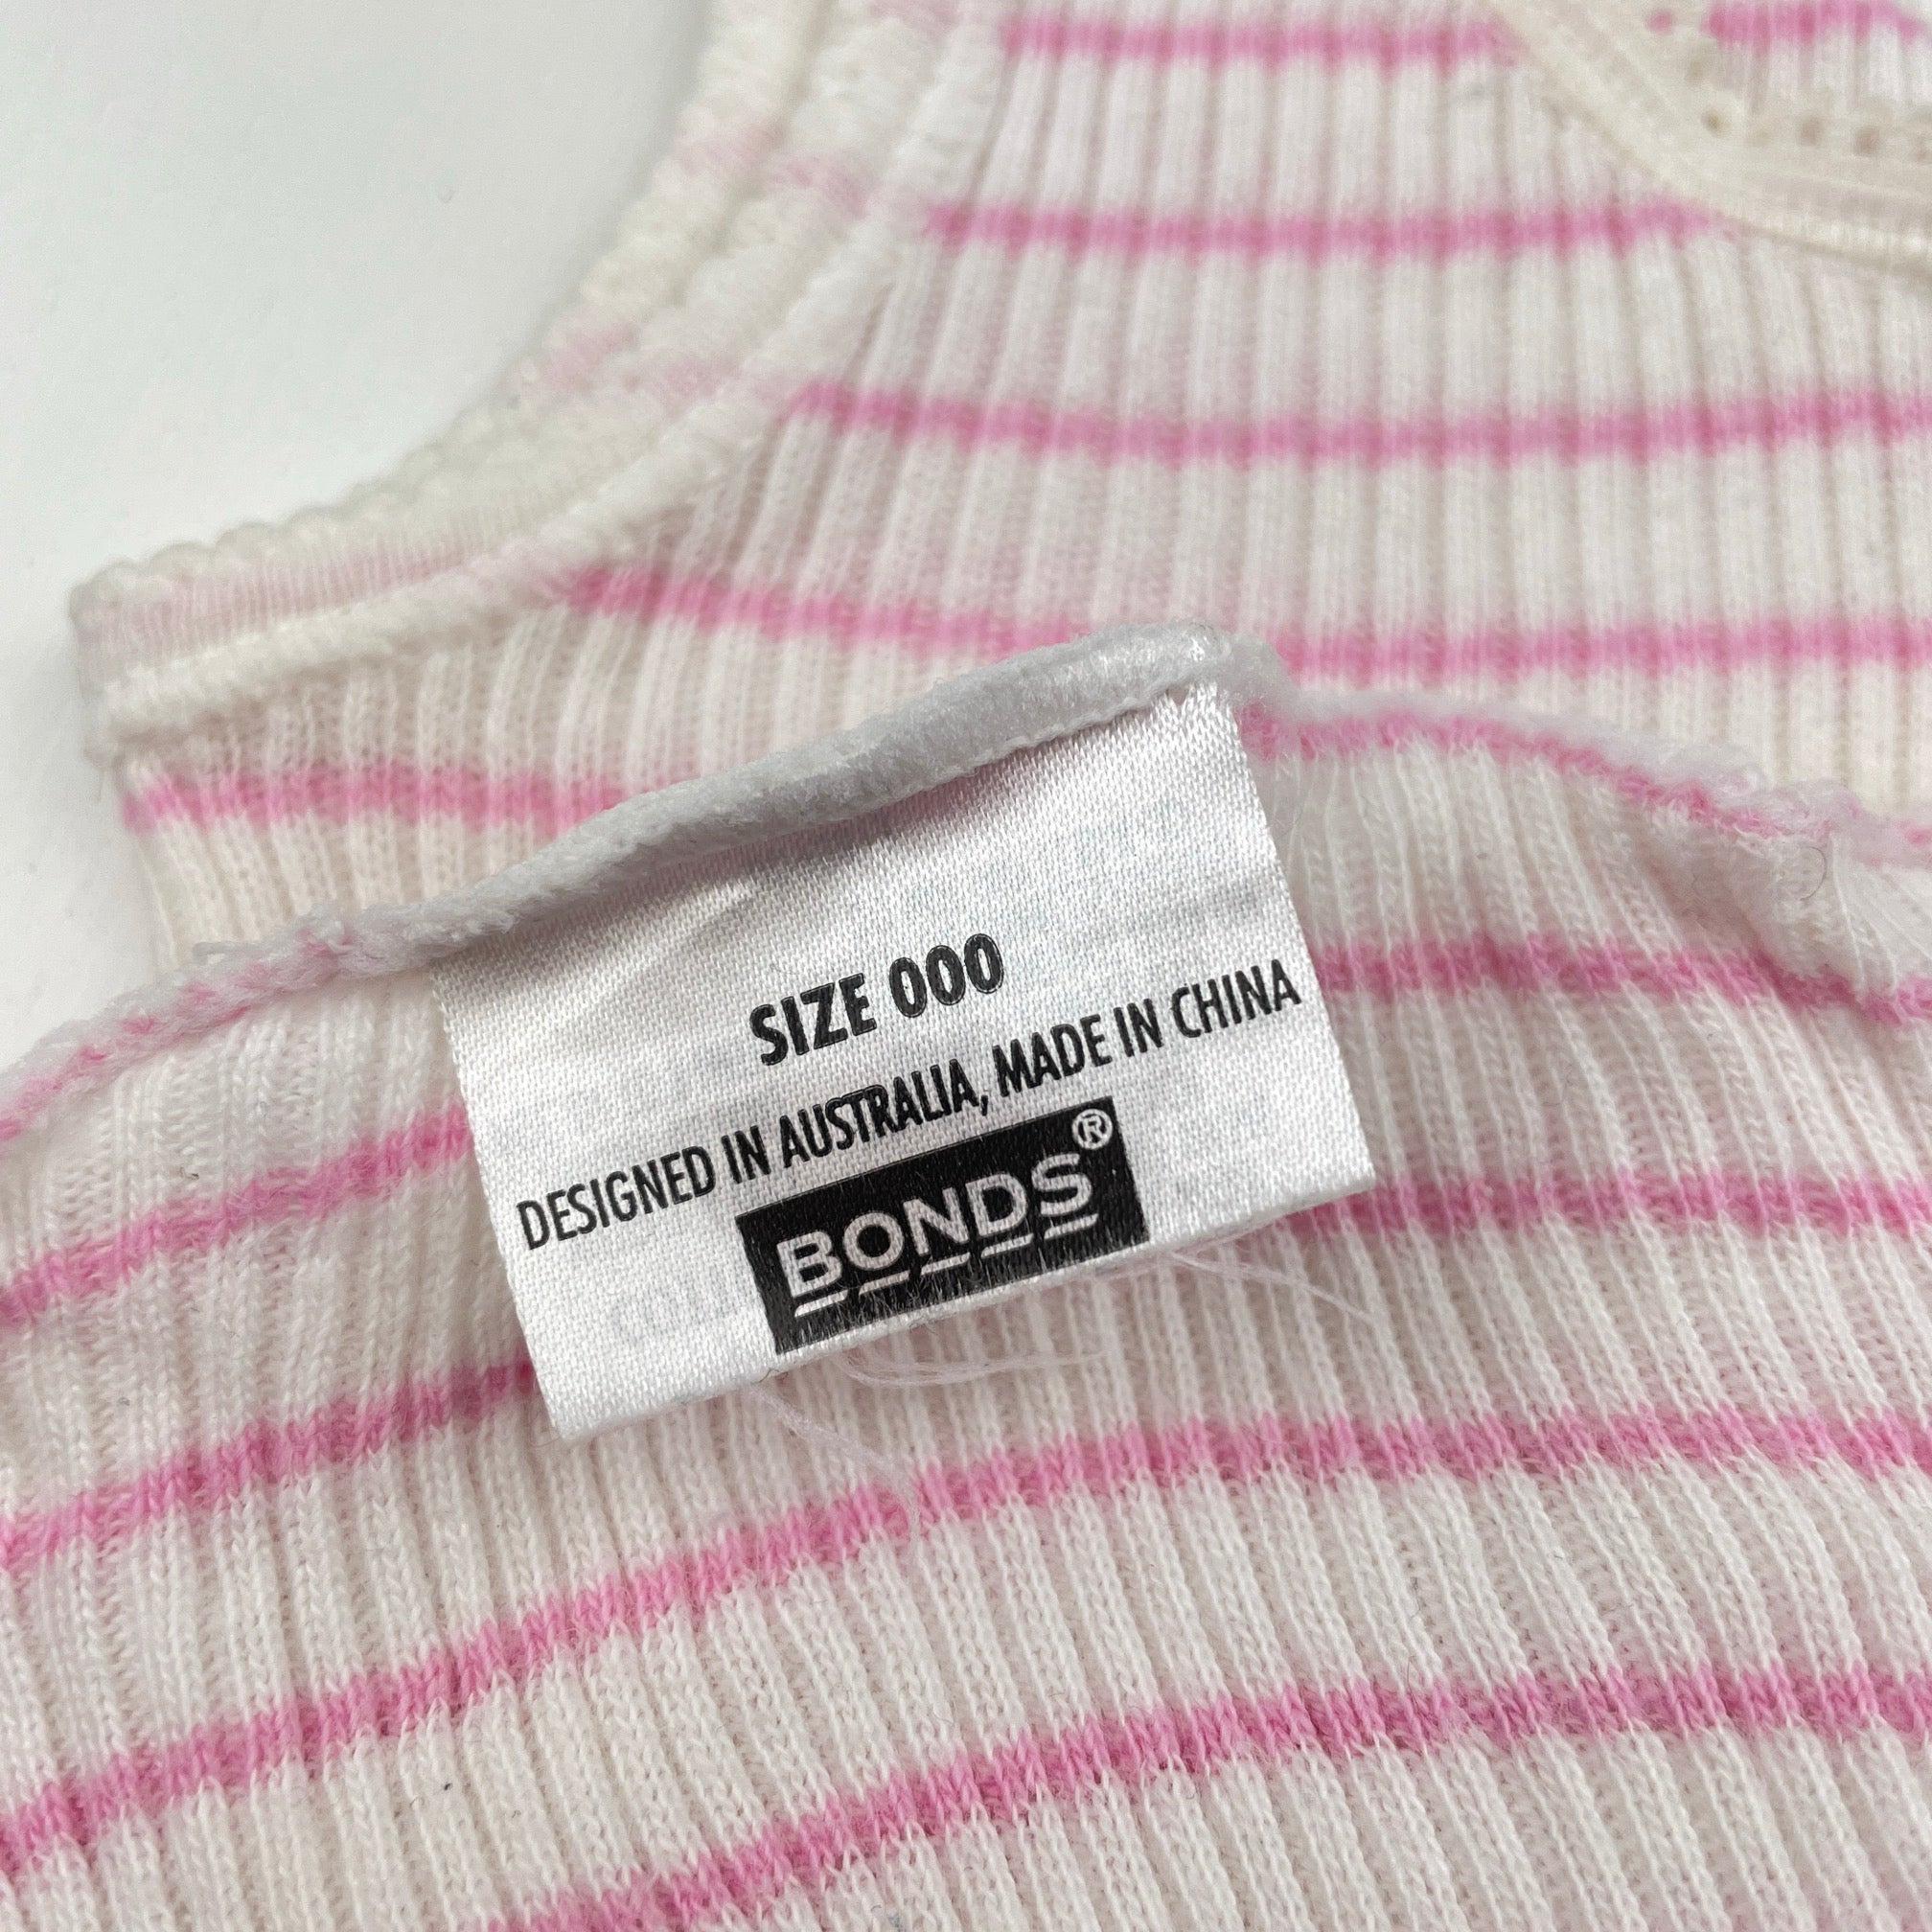 SIZE 000
DESIGNED IN AUSTRALIA, MADE IN CHINA
BONDS®